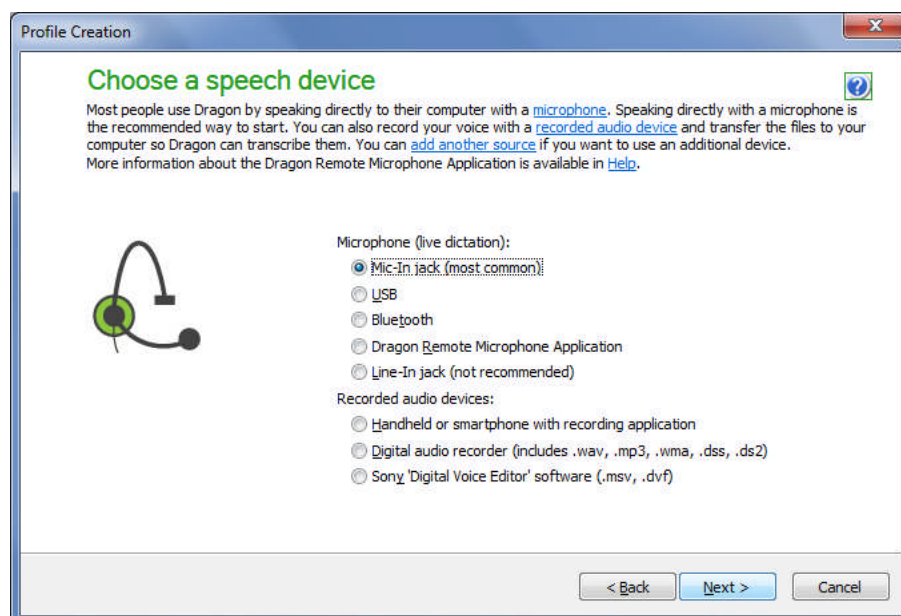 Profile Creation
Choose a speech device
Most people use Dragon by speaking directly to their computer with a microphone. Speaking directly with a microphone is
the recommended way to start. You can also record your voice with a recorded audio device and transfer the files to your
computer so Dragon can transcribe them. You can add another source if you want to use an additional device.
More information about the Dragon Remote Microphone Application is available in Help.
Microphone (live dictation):
Mic-In jack (most common)
USB
Bluetooth
Dragon Remote Microphone Application
Line-In jack (not recommended)
Recorded audio devices:
Handheld or smartphone with recording application
Digital audio recorder (includes .wav, .mp3, .wma, .dss, .ds2)
Sony 'Digital Voice Editor' software (.msv, .dvf)
< Back Next > Cancel